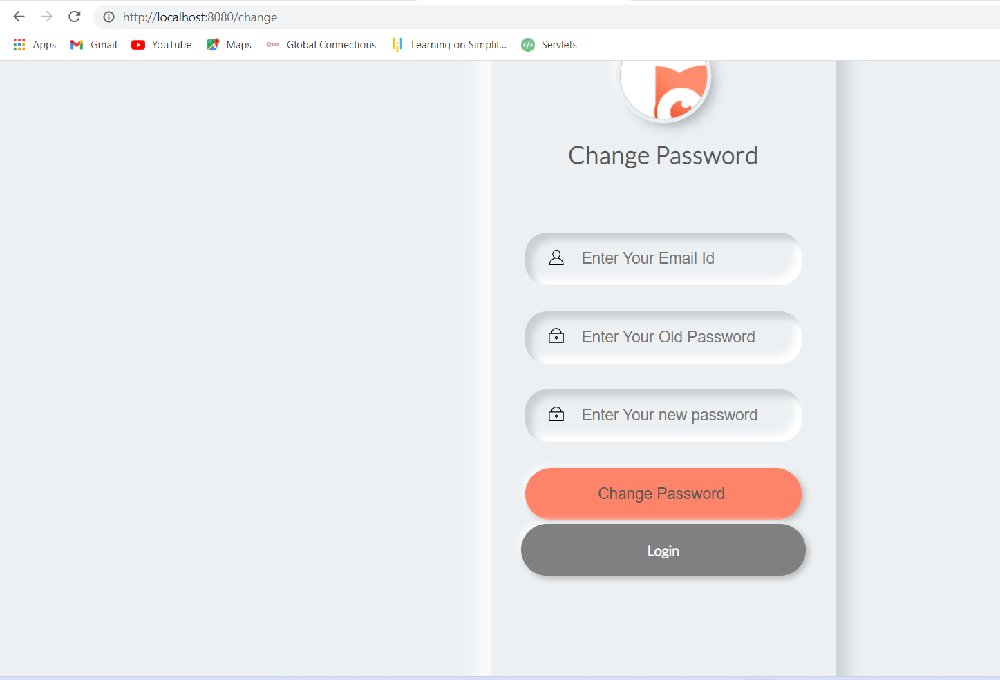 http://localhost:8080/change
Apps Gmail YouTube Maps Global Connections Learning on Simplil... Servlets
Change Password
Enter Your Email Id
Enter Your Old Password
Enter Your new password
Change Password
Login